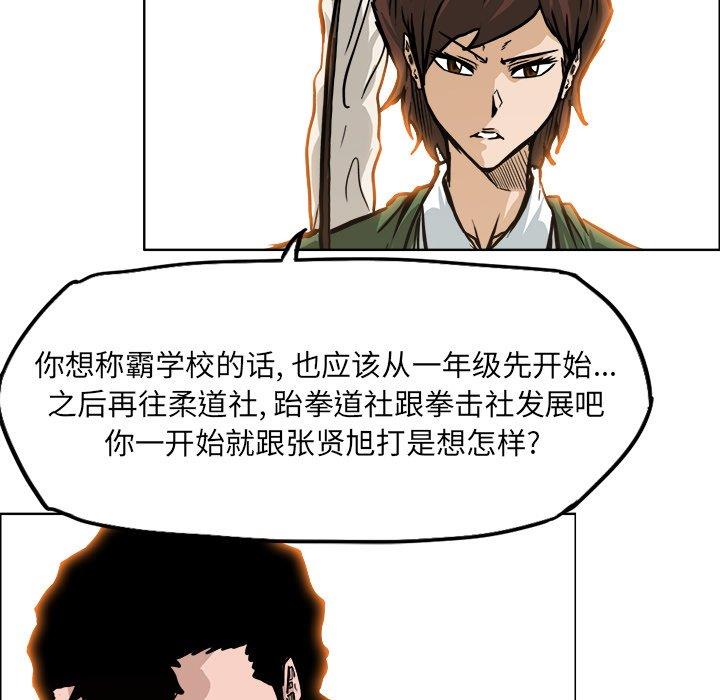 你想称霸学校的话, 也应该从一年级先开始...
之后再往柔道社, 跆拳道社跟拳击社发展吧
你一开始就跟张贤旭打是想怎样?